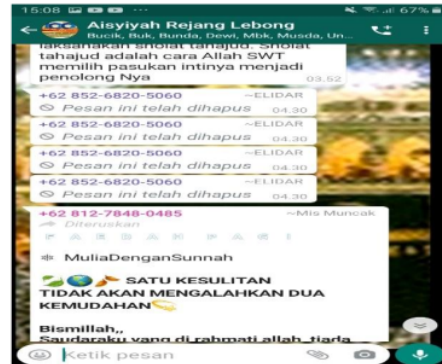 15:08 67%
Aisyiyah Rejang Lebong
Bucik, Buk, Bunda, Dewi, Mbk, Musda, Un...
laksanakan sholat tahajud. Sholat
tahajud adalah cara Allah SWT
memilih pasukan intinya menjadi
penolong Nya
03.52
+62 852-6820-5060 ~ELIDAR
Pesan ini telah dihapus 04.30
+62 852-6820-5060 ~ELIDAR
Pesan ini telah dihapus 04.30
+62 852-6820-5060 ~ELIDAR
Pesan ini telah dihapus 04.30
+62 852-6820-5060 ~ELIDAR
Pesan ini telah dihapus 04.30
+62 812-7848-0485 ~Mis Muncak
Diteruskan
MuliaDenganSunnah
SATU KESULITAN
TIDAK AKAN MENGALAHKAN DUA
KEMUDAHAN
Bismillah,,
Saudaraku yang di rahmati allah, tiada
Ketik pesan